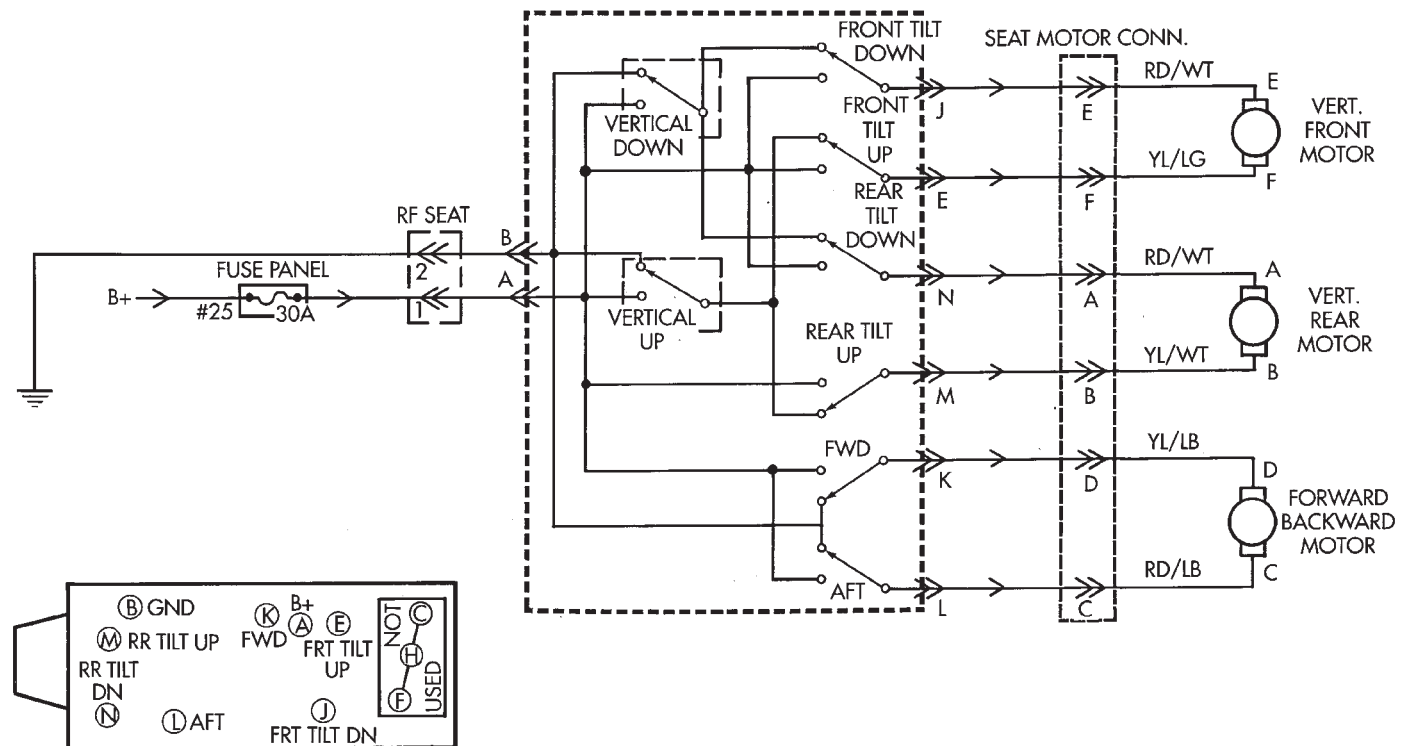 FRONT TILT
DOWN
SEAT MOTOR CONN.
RD/WT
E
VERT.
FRONT
MOTOR
J
E
VERTICAL
DOWN
FRONT
TILT
UP
YL/LG
F
E
F
REAR
TILT
DOWN
RF SEAT
B
A
2
1
FUSE PANEL
B+
#25
30A
VERTICAL
UP
RD/WT
A
N
A
VERT.
REAR
MOTOR
REAR TILT
UP
YL/WT
B
M
B
FWD
YL/LB
D
K
D
FORWARD
BACKWARD
MOTOR
AFT
RD/LB
C
L
C
B GND
K
FWD
B+
A
E
FRT TILT
UP
NOT
USED
C
H
F
M RR TILT UP
RR TILT
DN
N
L AFT
J
FRT TILT DN